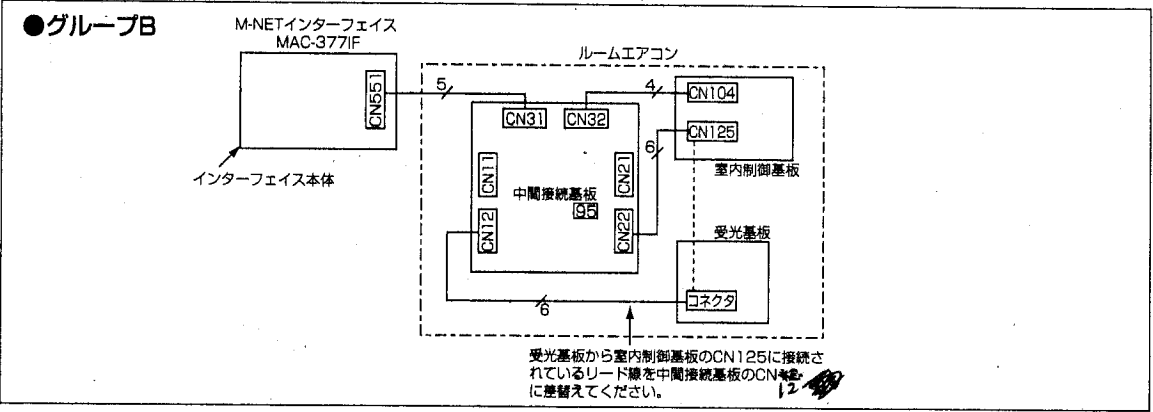 ●グループB
M-NETインターフェイス
MAC-377IF
ルームエアコン
CN551
5
4
CN104
CN31
CN32
CN125
6
インターフェイス本体
CN11
CN21
室内制御基板
中間接続基板
95
CN12
CN22
受光基板
コネクタ
6
受光基板から室内制御基板のCN125に接続さ
れているリード線を中間接続基板のCN
12
に差替えてください。